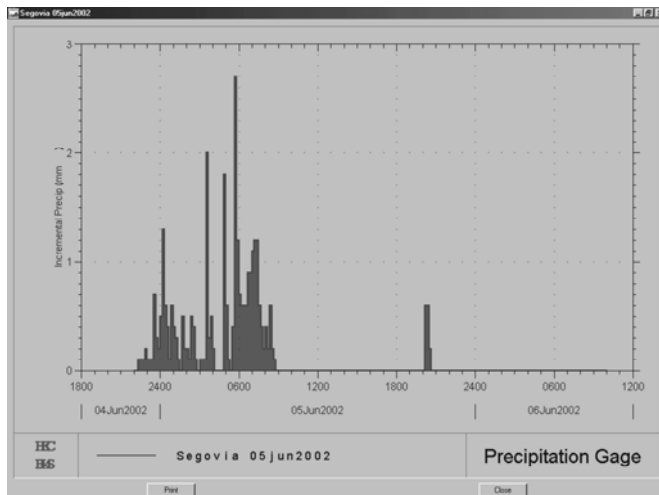 Segovia 05jun2002
3
2
1
0
Incremental Precip (mm )
1800 2400 0600 1200 1800 2400 0600 1200
04Jun2002 05Jun2002 06Jun2002
HEC
HMS
Segovia 05jun2002
Precipitation Gage
Print Close